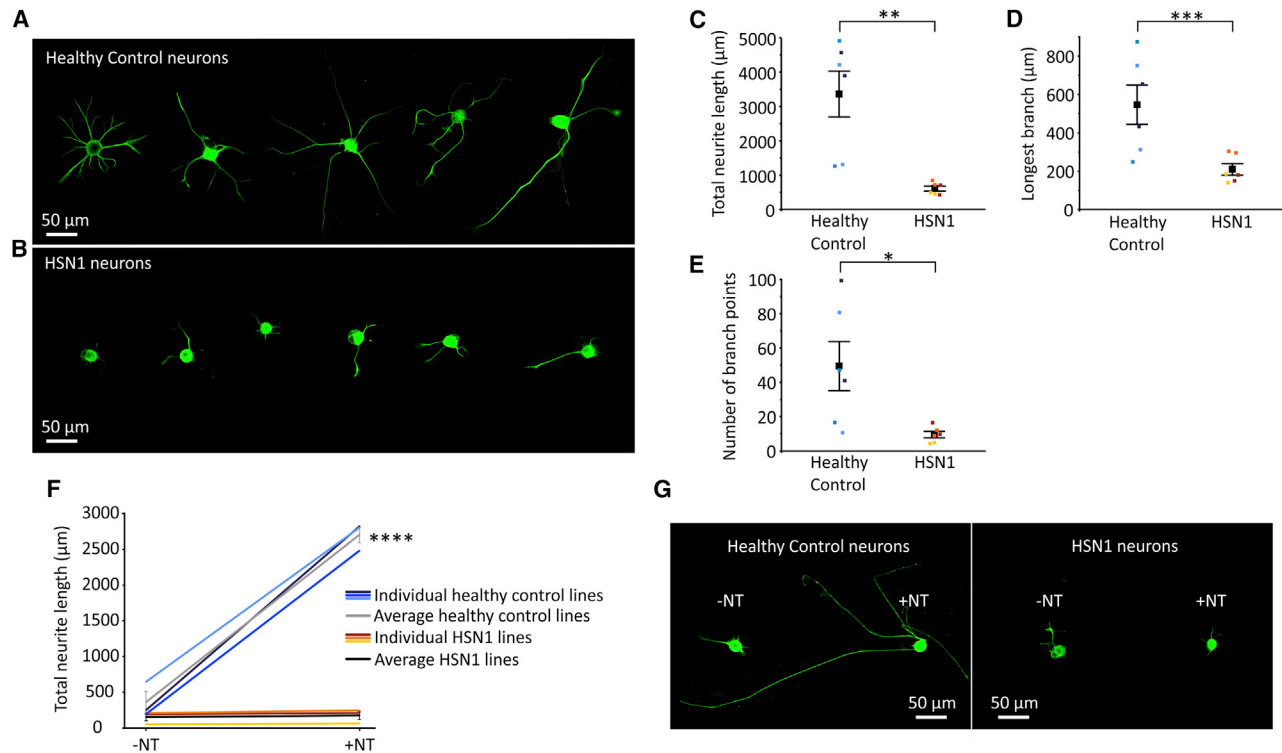 A
Healthy Control neurons
50 µm
B
HSN1 neurons
50 µm
C
**
Total neurite length (µm)
5000
4000
3000
2000
1000
0
Healthy
Control
HSN1
D
***
Longest branch (µm)
800
600
400
200
0
Healthy
Control
HSN1
E
*
Number of branch points
100
80
60
40
20
0
Healthy
Control
HSN1
F
Total neurite length (µm)
3000
2500
2000
1500
1000
500
0
-NT
+NT
****
Individual healthy control lines
Average healthy control lines
Individual HSN1 lines
Average HSN1 lines
G
Healthy Control neurons
-NT
+NT
50 µm
HSN1 neurons
-NT
+NT
50 µm